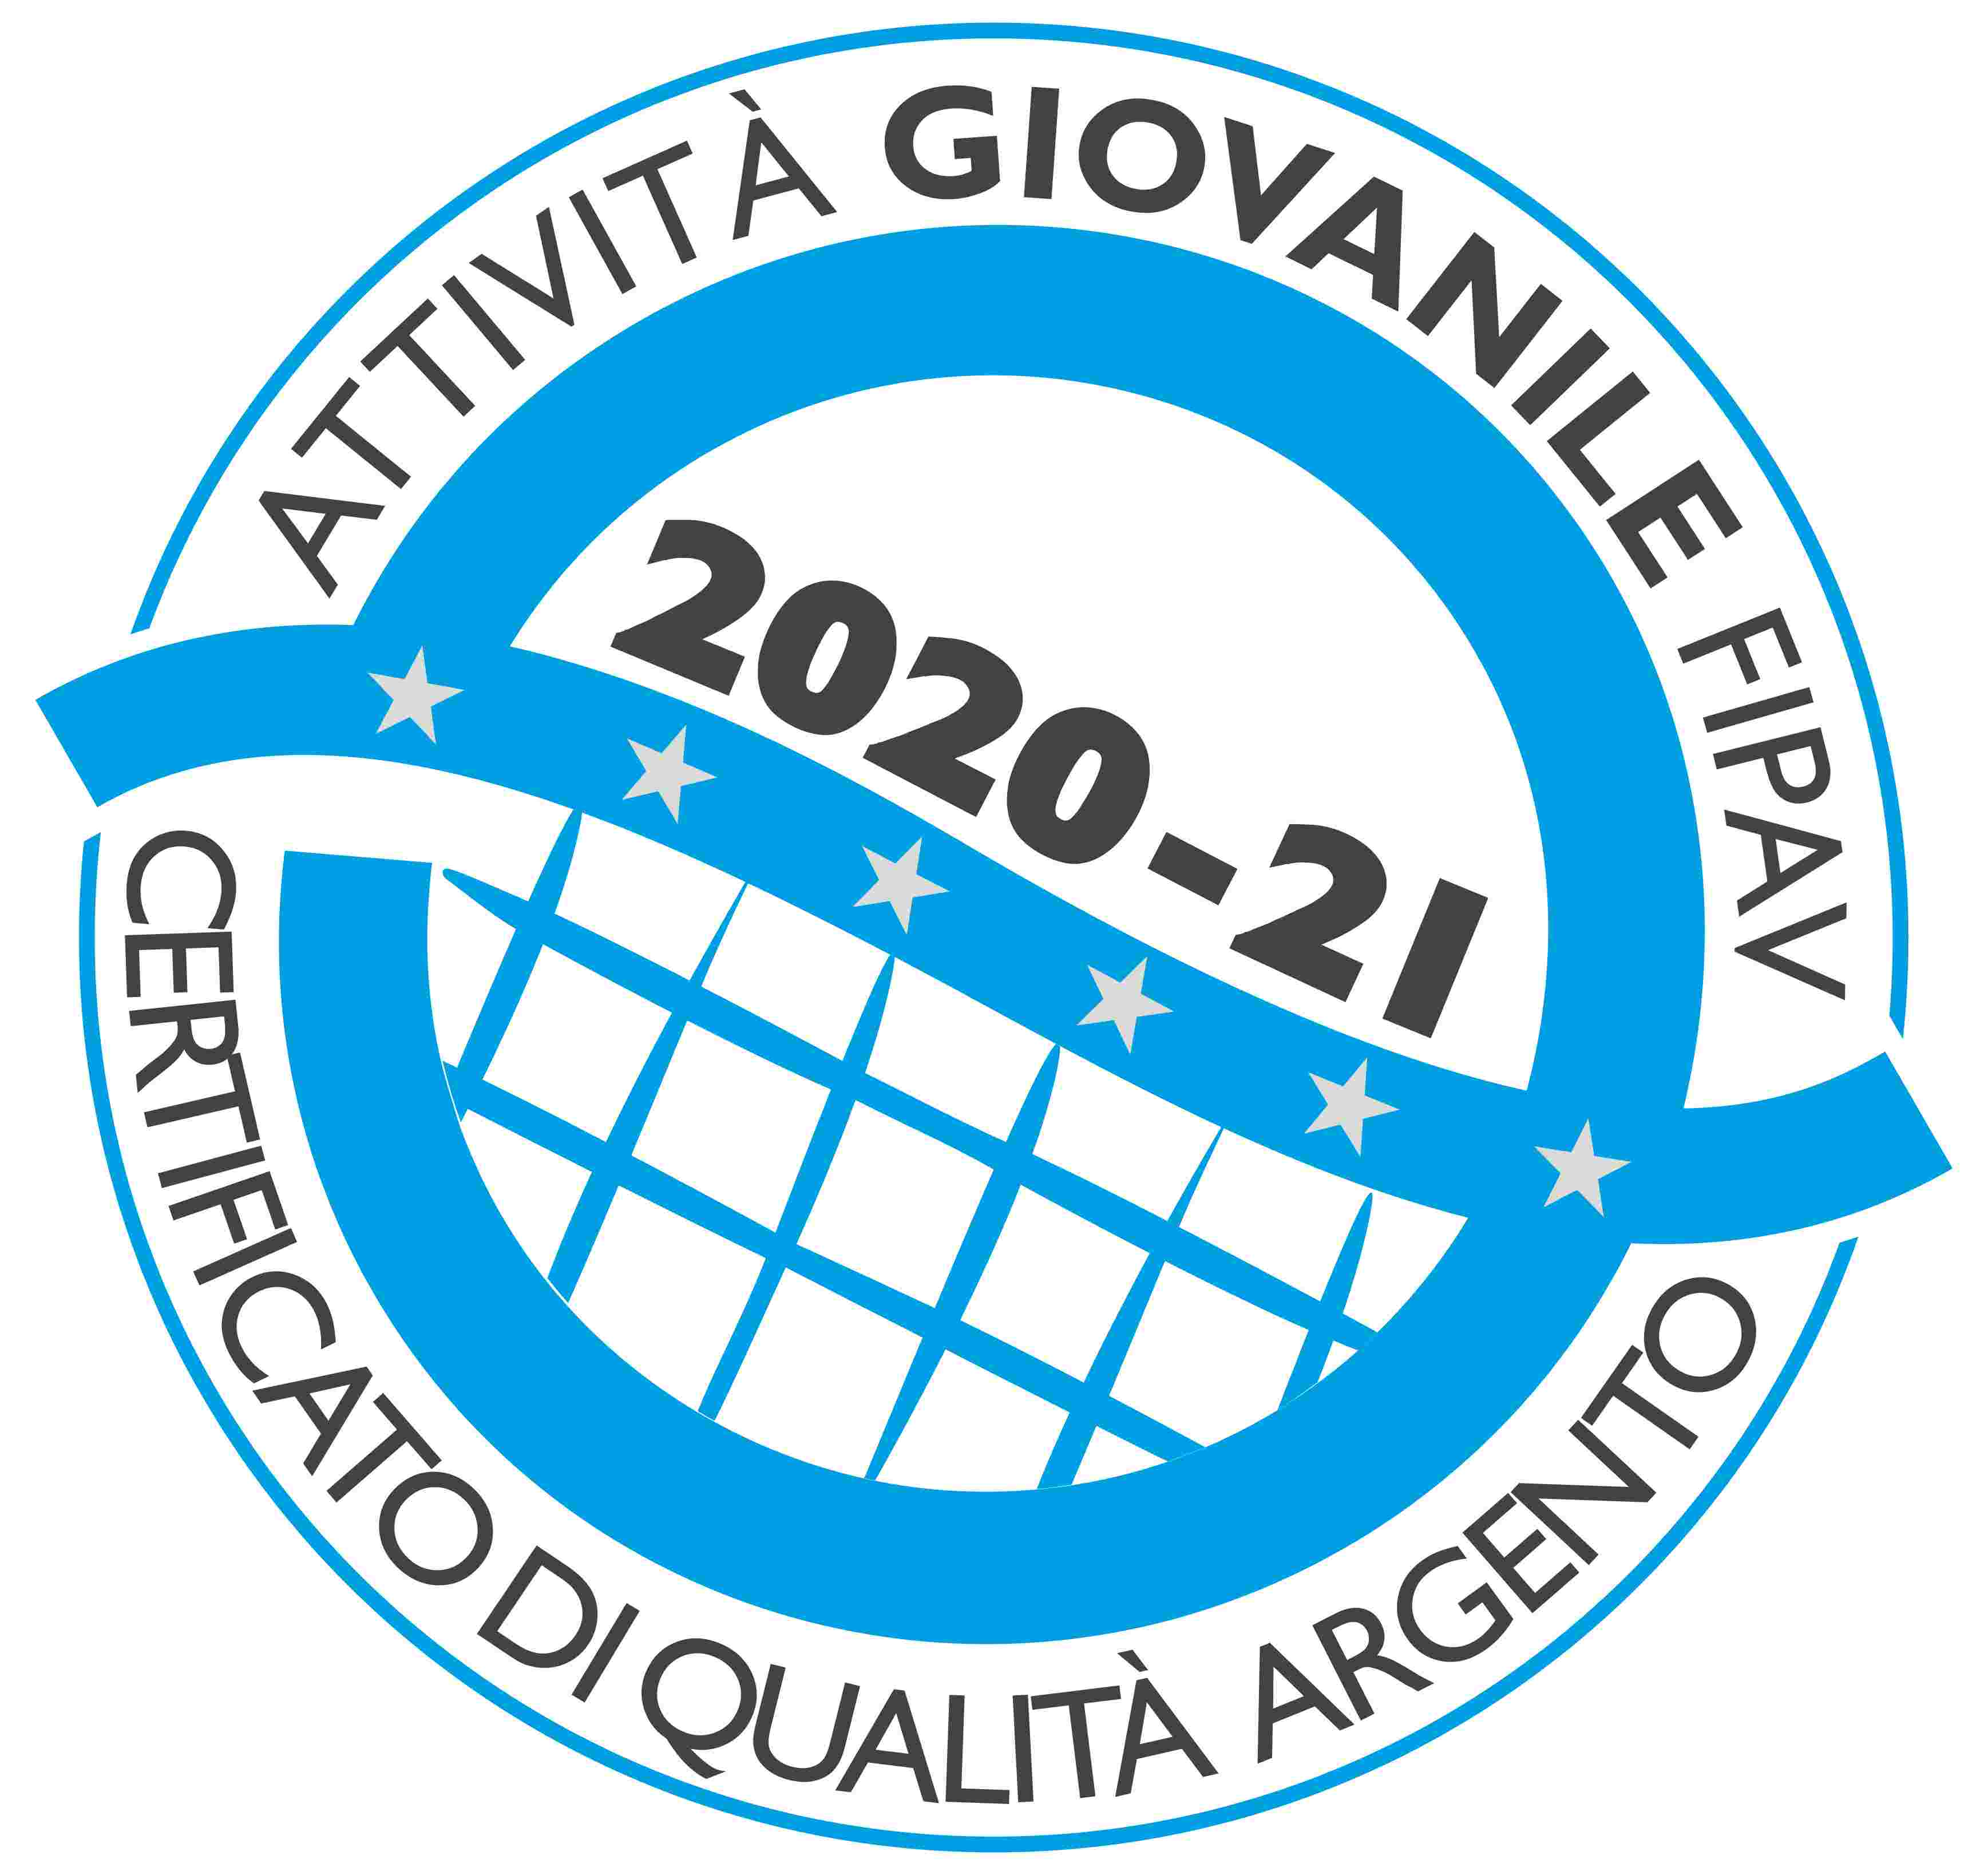 ATTIVITÀ GIOVANILE FIPAV
2020-21
CERTIFICATO DI QUALITÀ ARGENTO